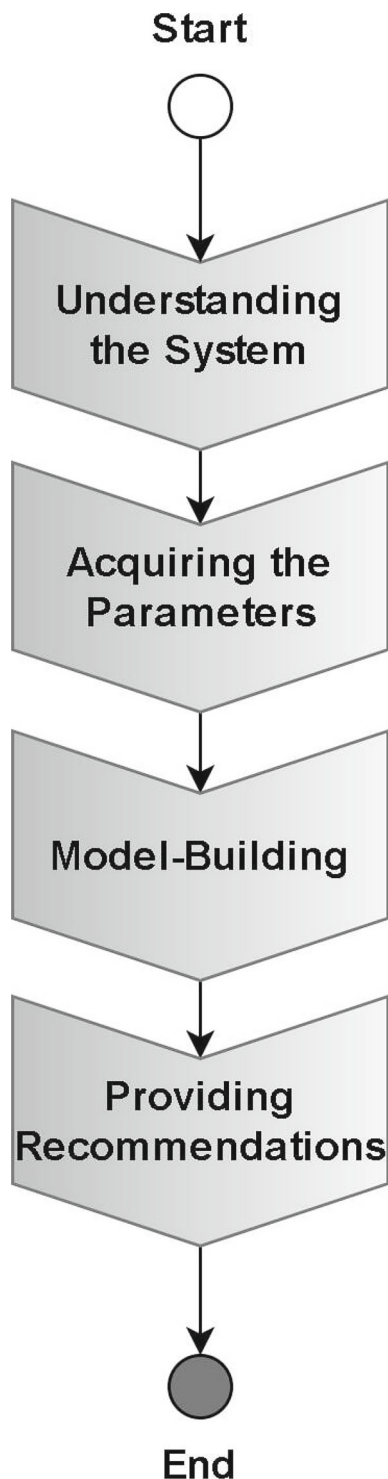 Start
Understanding
the System
Acquiring the
Parameters
Model-Building
Providing
Recommendations
End